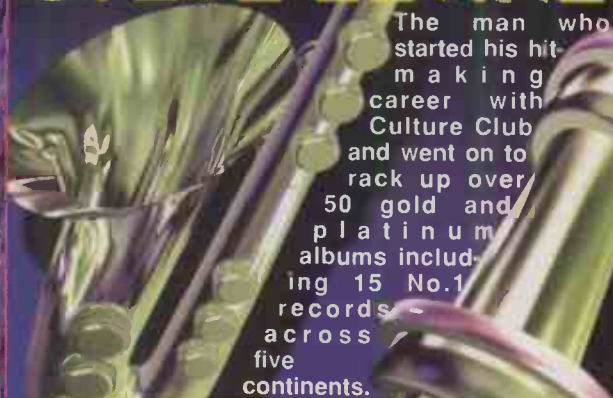 The man who
started his hit-
making
career with
Culture Club
and went on to
rack up over
50 gold and
platinum
albums includ-
ing 15 No.1
records
across
five
continents.